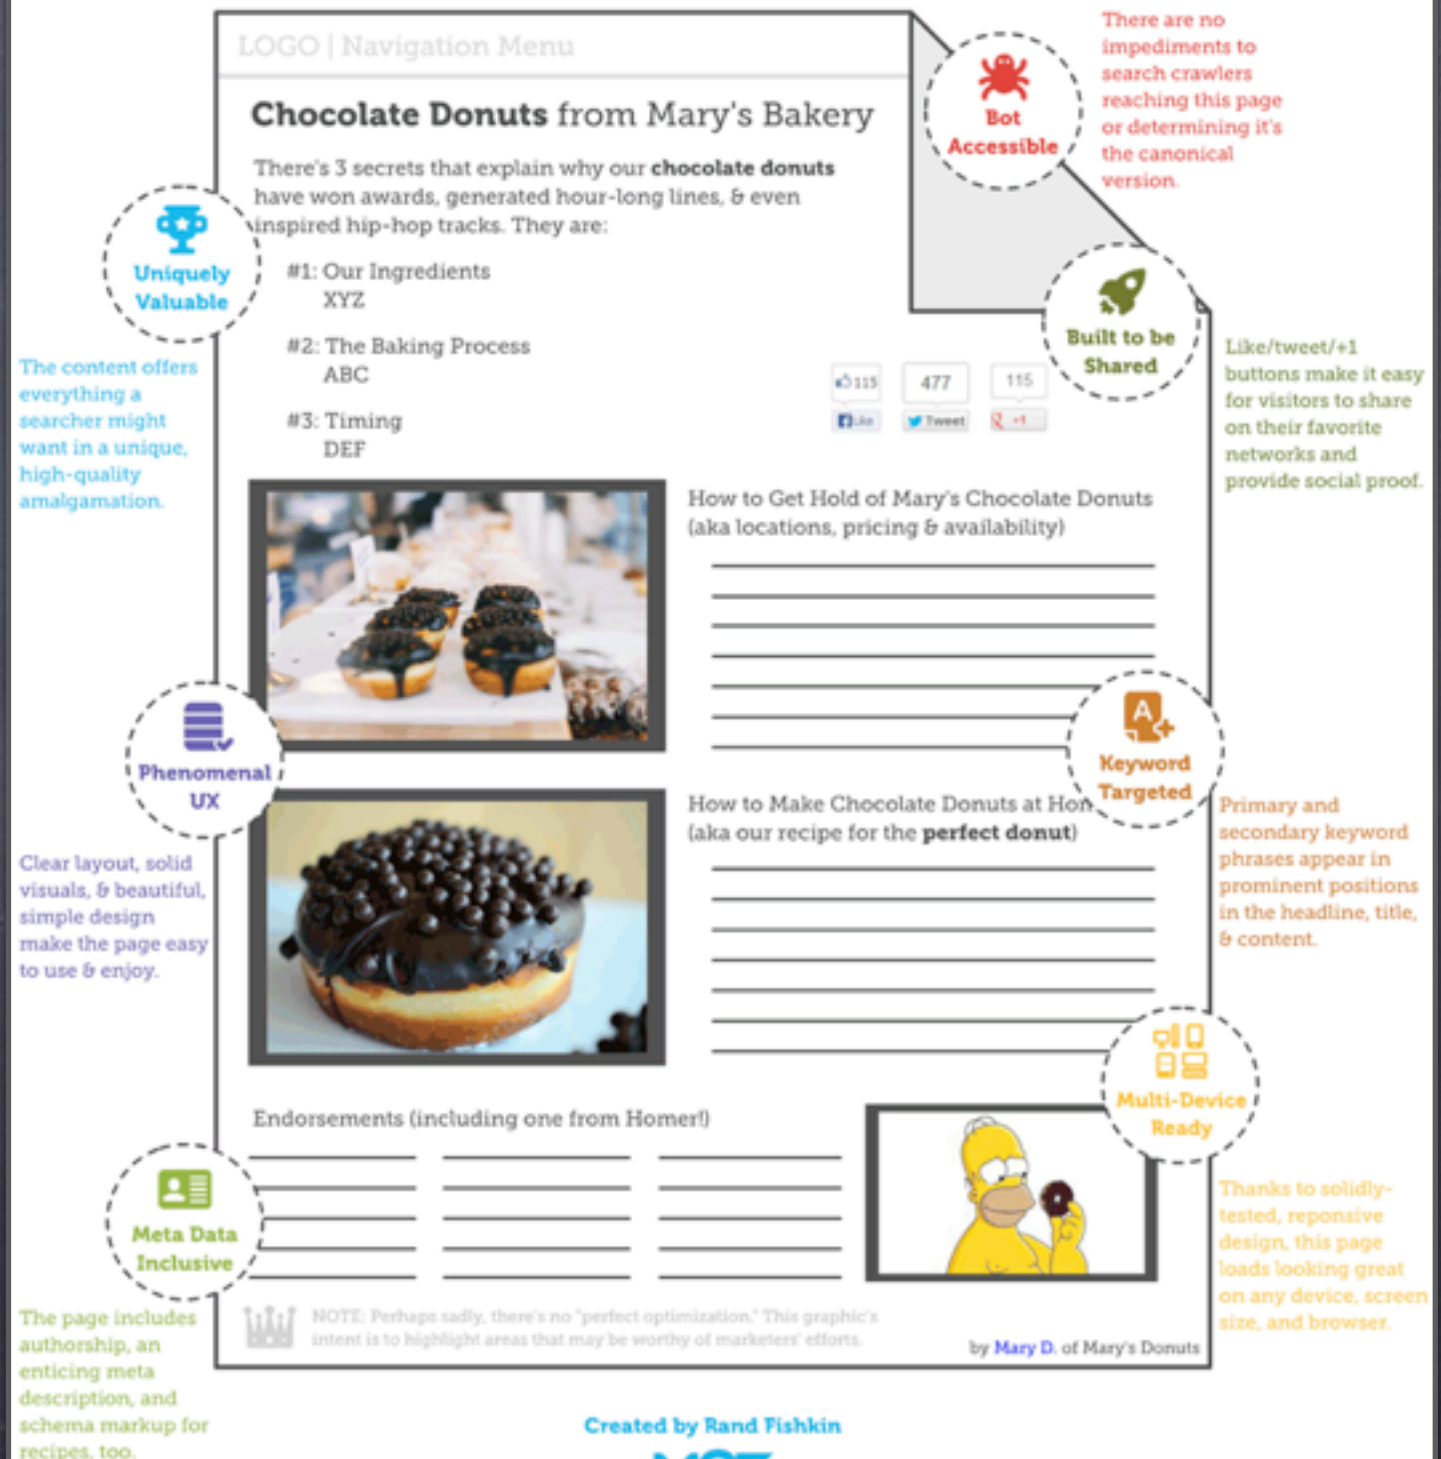 LOGO | Navigation Menu
Chocolate Donuts from Mary's Bakery
There's 3 secrets that explain why our chocolate donuts
have won awards, generated hour-long lines, & even
inspired hip-hop tracks. They are:
#1: Our Ingredients
XYZ
#2: The Baking Process
ABC
#3: Timing
DEF
115
477
115
Like
Tweet
+1
Bot
Accessible
There are no
impediments to
search crawlers
reaching this page
or determining it's
the canonical
version.
Uniquely
Valuable
The content offers
everything a
searcher might
want in a unique,
high-quality
amalgamation.
Built to be
Shared
Like/tweet/+1
buttons make it easy
for visitors to share
on their favorite
networks and
provide social proof.
How to Get Hold of Mary's Chocolate Donuts
(aka locations, pricing & availability)
Phenomenal
UX
Clear layout, solid
visuals, & beautiful,
simple design
make the page easy
to use & enjoy.
A+
Keyword
Targeted
Primary and
secondary keyword
phrases appear in
prominent positions
in the headline, title,
& content.
How to Make Chocolate Donuts at Hom
(aka our recipe for the perfect donut)
Multi-Device
Ready
Thanks to solidly-
tested, reponsive
design, this page
loads looking great
on any device, screen
size, and browser.
Endorsements (including one from Homer!)
Meta Data
Inclusive
The page includes
authorship, an
enticing meta
description, and
schema markup for
recipes, too.
NOTE: Perhaps sadly, there's no "perfect optimization." This graphic's
intent is to highlight areas that may be worthy of marketers' efforts.
by Mary D. of Mary's Donuts
Created by Rand Fishkin